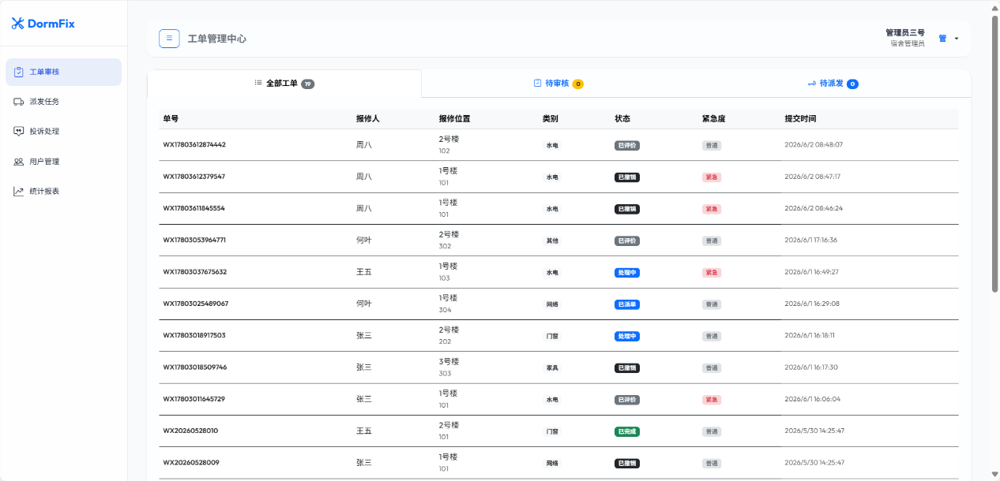 DormFix
工单审核
派发任务
投诉处理
用户管理
统计报表
工单管理中心
管理员三号
宿舍管理员
管
全部工单 19
待审核 0
待派发 0
单号 报修人 报修位置 类别 状态 紧急度 提交时间
WX17803612874442 周八 2号楼 102 水电 已评价 普通 2026/6/2 08:48:07
WX17803612379547 周八 1号楼 101 水电 已撤销 紧急 2026/6/2 08:47:17
WX17803611845554 周八 1号楼 101 水电 已撤销 紧急 2026/6/2 08:46:24
WX17803053964771 何叶 2号楼 302 其他 已评价 普通 2026/6/1 17:16:36
WX17803037675632 王五 1号楼 103 水电 处理中 紧急 2026/6/1 16:49:27
WX17803025489067 何叶 1号楼 304 网络 已派单 普通 2026/6/1 16:29:08
WX17803018917503 张三 2号楼 202 门窗 处理中 普通 2026/6/1 16:18:11
WX17803018509746 张三 3号楼 303 家具 已撤销 普通 2026/6/1 16:17:30
WX17803011645729 张三 1号楼 101 水电 已评价 紧急 2026/6/1 16:06:04
WX20260528010 王五 2号楼 101 门窗 已完成 普通 2026/5/30 14:25:47
WX20260528009 张三 1号楼 101 网络 已撤销 普通 2026/5/30 14:25:47